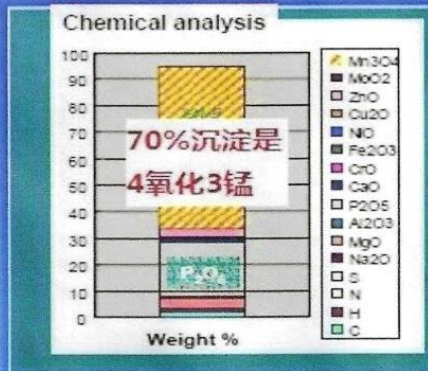 Chemical analysis
100
90
80
70
60
50
40
30
20
10
0
70%沉淀是
4氧化3锰
P2O5
Weight %
Mn3O4
MoO2
ZnO
Cu2O
NiO
Fe2O3
CrO
CaO
P2O5
Al2O3
MgO
Na2O
S
N
H
C